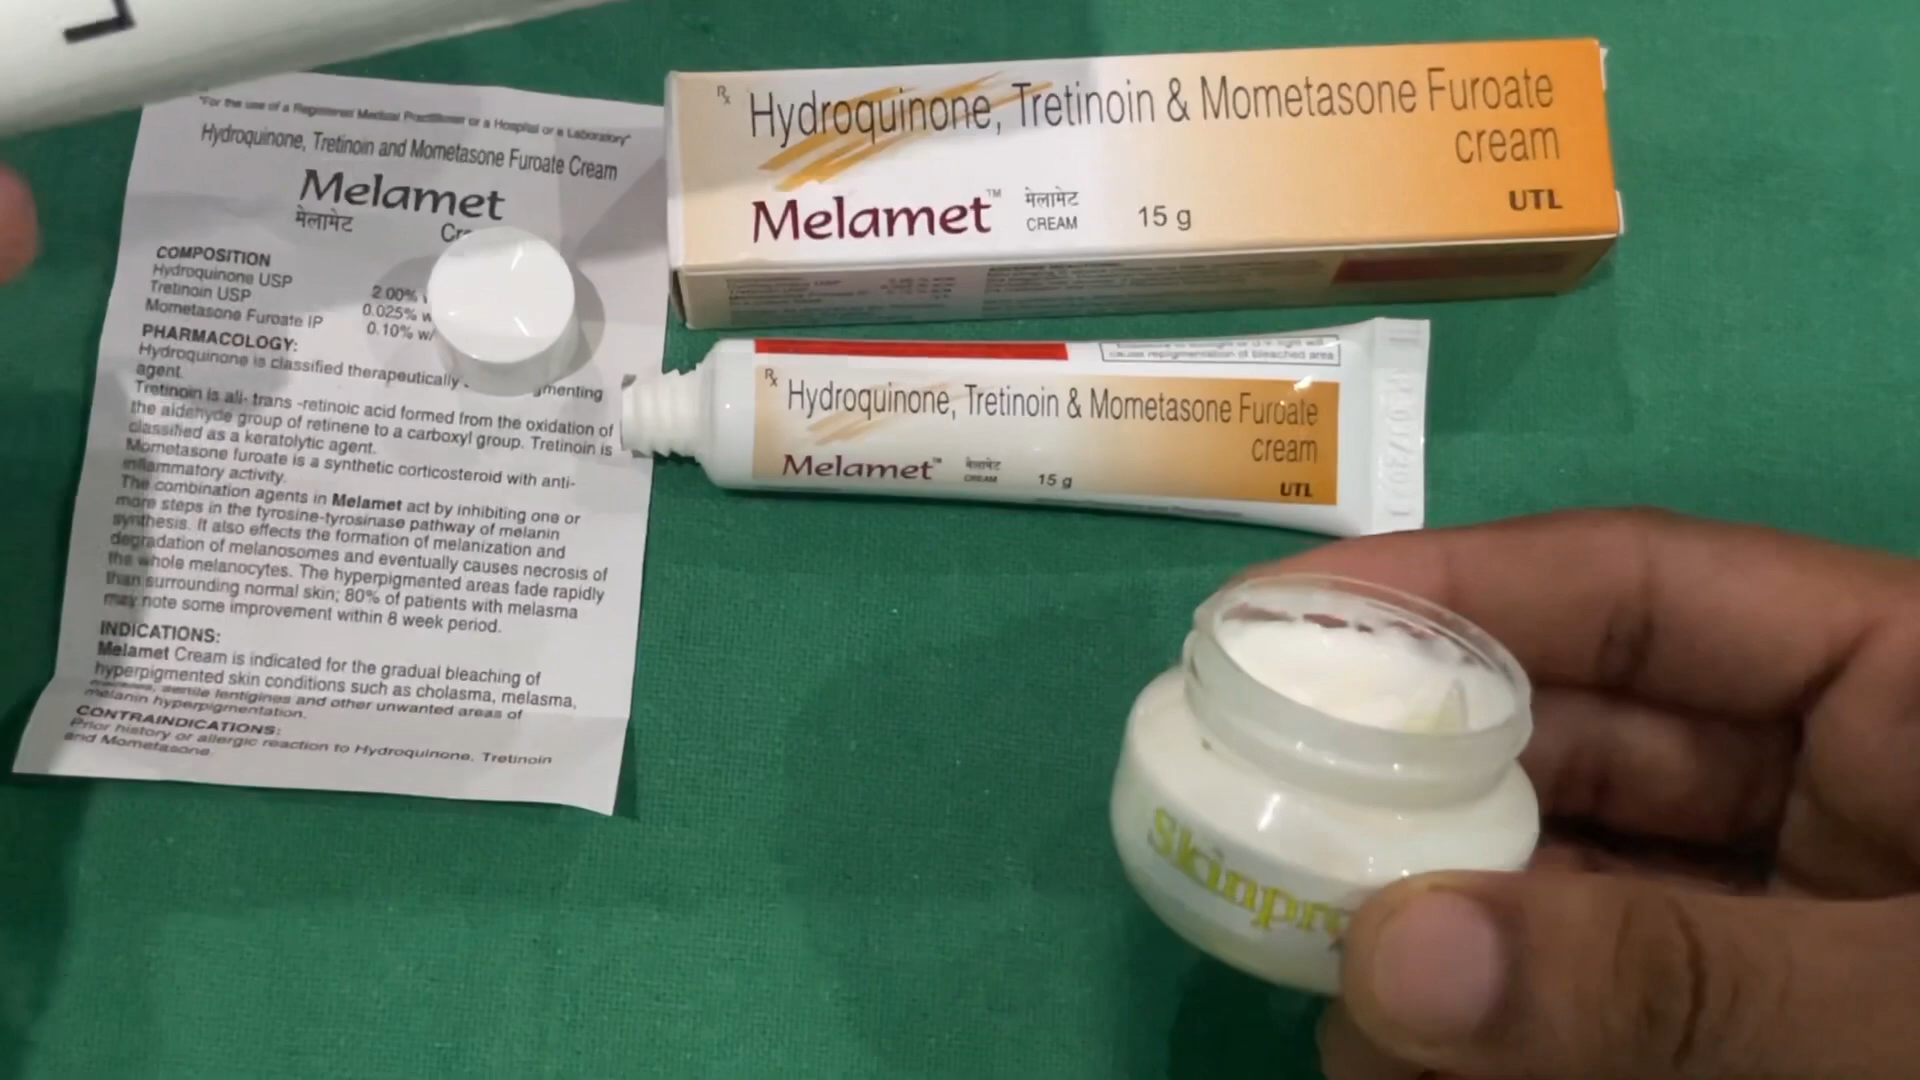 "For the use of a Registered Medical Practitioner or a Hospital or a Laboratory"
Hydroquinone, Tretinoin and Mometasone Furoate Cream
Melamet
मेलामेट
COMPOSITION
Hydroquinone USP 2.00%
Tretinoin USP 0.025% w
Mometasone Furoate IP 0.10% w/
PHARMACOLOGY:
Hydroquinone is classified therapeutically menting
agent.
Tretinoin is all- trans -retinoic acid formed from the oxidation of
the aldehyde group of retinene to a carboxyl group. Tretinoin is
classified as a keratolytic agent.
Mometasone furoate is a synthetic corticosteroid with anti-
inflammatory activity.
The combination agents in Melamet act by inhibiting one or
more steps in the tyrosine-tyrosinase pathway of melanin
synthesis. It also effects the formation of melanization and
degradation of melanosomes and eventually causes necrosis of
the whole melanocytes. The hyperpigmented areas fade rapidly
than surrounding normal skin; 80% of patients with melasma
may note some improvement within 8 week period.
INDICATIONS:
Melamet Cream is indicated for the gradual bleaching of
hyperpigmented skin conditions such as cholasma, melasma,
senile lentigines and other unwanted areas of
melanin hyperpigmentation.
CONTRAINDICATIONS:
Prior history or allergic reaction to Hydroquinone, Tretinoin
and Mometasone.
Rx Hydroquinone, Tretinoin & Mometasone Furoate
cream
Melamet™ मेलामेट
CREAM 15 g
UTL
cause repigmentation of bleached area
Rx Hydroquinone, Tretinoin & Mometasone Furoate
cream
Melamet™ मेलामेट
CREAM 15 g
UTL
Skinpr